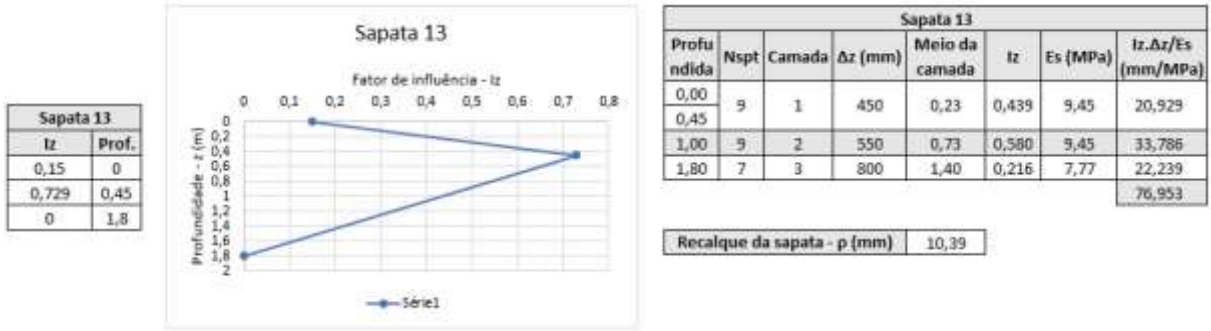 Sapata 13
Iz Prof.
0,15 0
0,729 0,45
0 1,8
Sapata 13
Fator de influência - Iz
0 0,1 0,2 0,3 0,4 0,5 0,6 0,7 0,8
Profundidade - z (m)
0
0,2
0,4
0,6
0,8
1
1,2
1,4
1,6
1,8
2
Série1
Sapata 13
Profu
ndida Nspt Camada Δz (mm) Meio da
camada Iz Es (MPa) Iz.Δz/Es
(mm/MPa)
0,00
0,45 9 1 450 0,23 0,439 9,45 20,929
1,00 9 2 550 0,73 0,580 9,45 33,786
1,80 7 3 800 1,40 0,216 7,77 22,239
76,953
Recalque da sapata - ρ (mm) 10,39